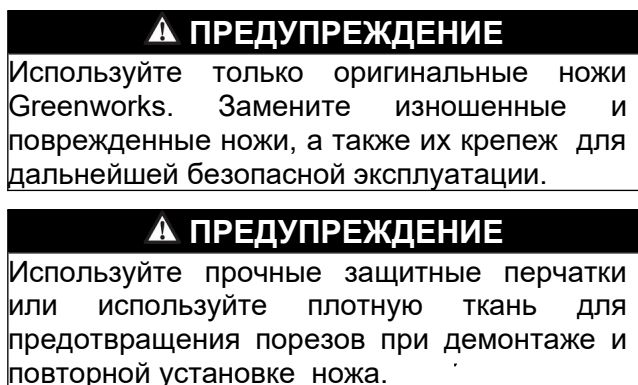 ПРЕДУПРЕЖДЕНИЕ
Используйте только оригинальные ножи
Greenworks. Замените изношенные и
поврежденные ножи, а также их крепеж для
дальнейшей безопасной эксплуатации.
ПРЕДУПРЕЖДЕНИЕ
Используйте прочные защитные перчатки
или используйте плотную ткань для
предотвращения порезов при демонтаже и
повторной установке ножа.